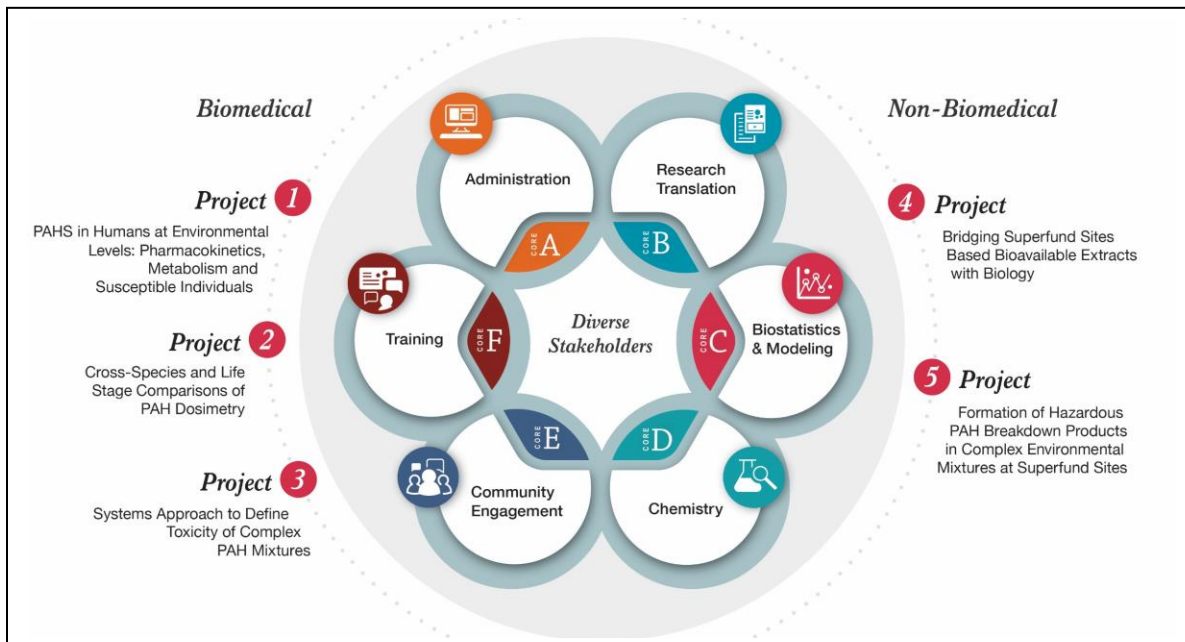 Biomedical
Non-Biomedical
Project 1
PAHS in Humans at Environmental
Levels: Pharmacokinetics,
Metabolism and
Susceptible Individuals
Project 2
Cross-Species and Life
Stage Comparisons of
PAH Dosimetry
Project 3
Systems Approach to Define
Toxicity of Complex
PAH Mixtures
Administration
CORE A
Research
Translation
CORE B
Biostatistics
& Modeling
CORE C
Chemistry
CORE D
Community
Engagement
CORE E
Training
CORE F
Diverse
Stakeholders
4 Project
Bridging Superfund Sites
Based Bioavailable Extracts
with Biology
5 Project
Formation of Hazardous
PAH Breakdown Products
in Complex Environmental
Mixtures at Superfund Sites